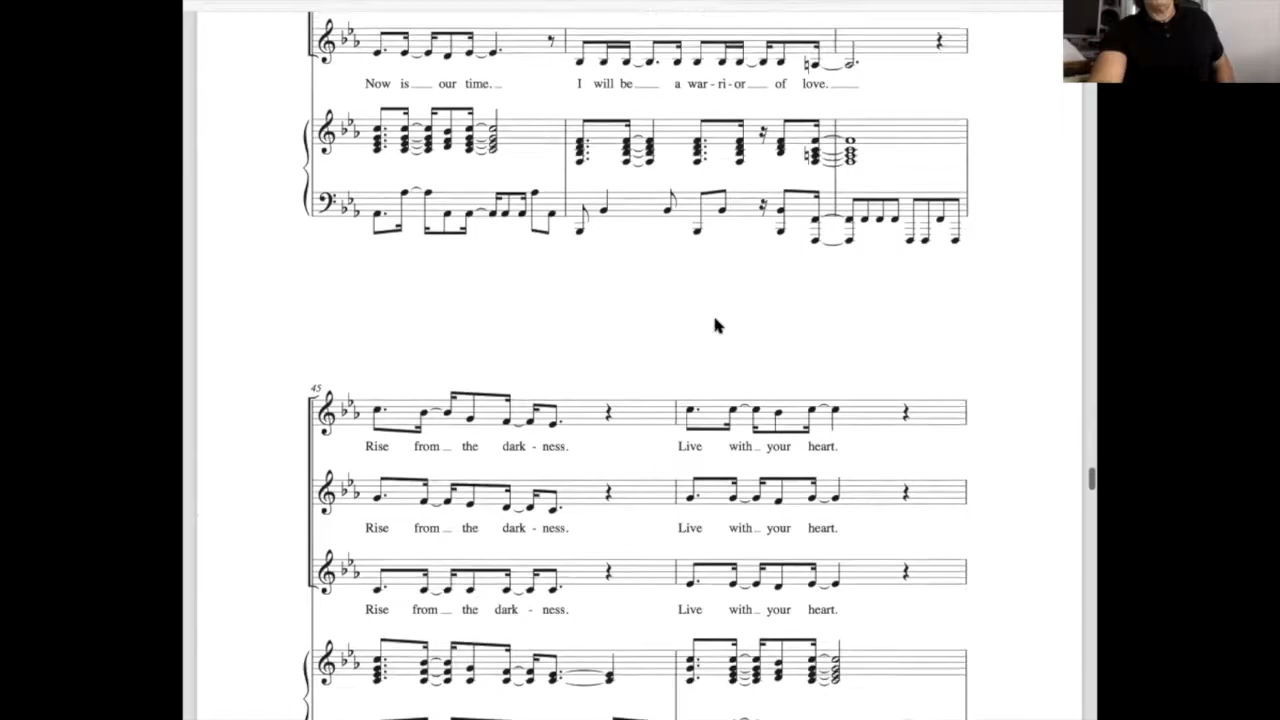 Now is our time. I will be a war-ri-or of love.
45
Rise from the dark - ness. Live with your heart.
Rise from the dark - ness. Live with your heart.
Rise from the dark - ness. Live with your heart.